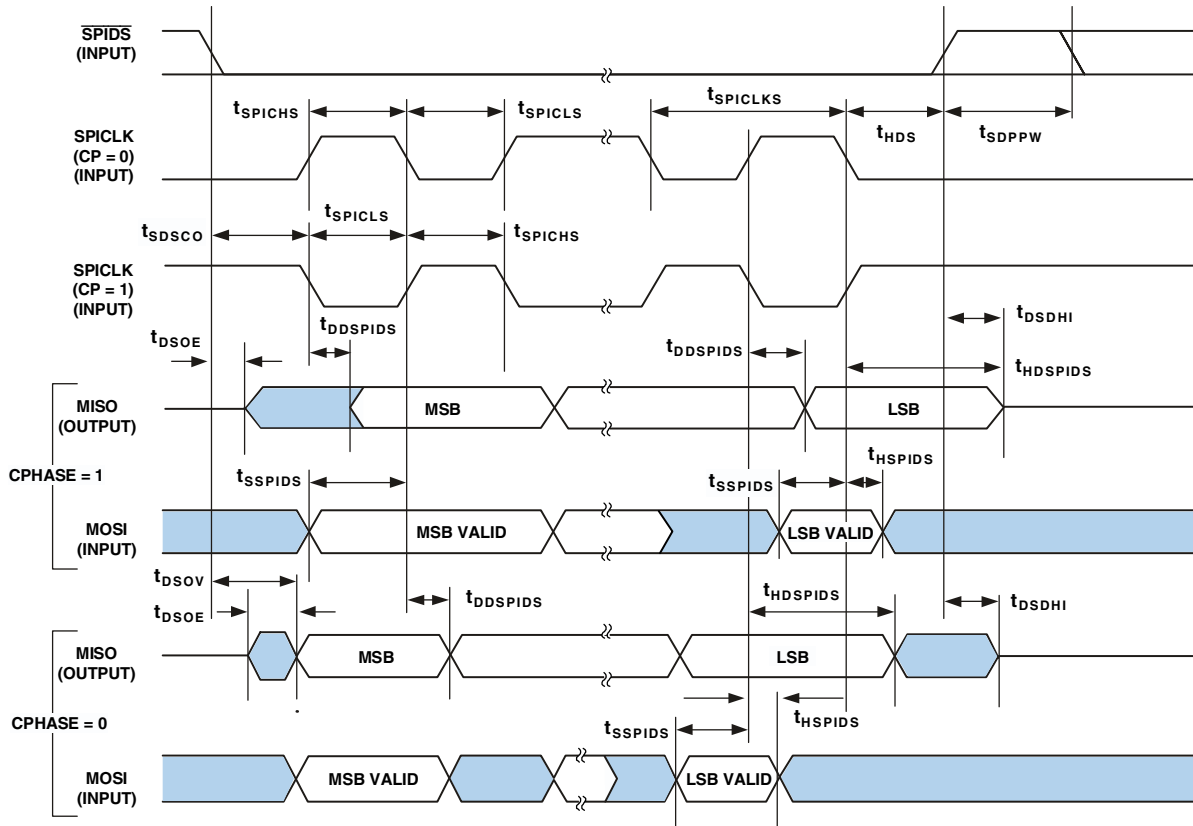 SPIDS
(INPUT)
tSPICHS
tSPICLS
tSPICLKS
tHDS
tSDPPW
SPICLK
(CP = 0)
(INPUT)
tSDSCO
tSPICLS
tSPICHS
SPICLK
(CP = 1)
(INPUT)
tDSOE
tDDSPIDS
tDDSPIDS
tDSDHI
tHDSPIDS
CPHASE = 1
MISO
(OUTPUT)
MSB
LSB
tSSPIDS
tSSPIDS
tHSPIDS
MOSI
(INPUT)
MSB VALID
LSB VALID
tDSOV
tDSOE
tDDSPIDS
tHDSPIDS
tDSDHI
CPHASE = 0
MISO
(OUTPUT)
MSB
LSB
tSSPIDS
tHSPIDS
MOSI
(INPUT)
MSB VALID
LSB VALID